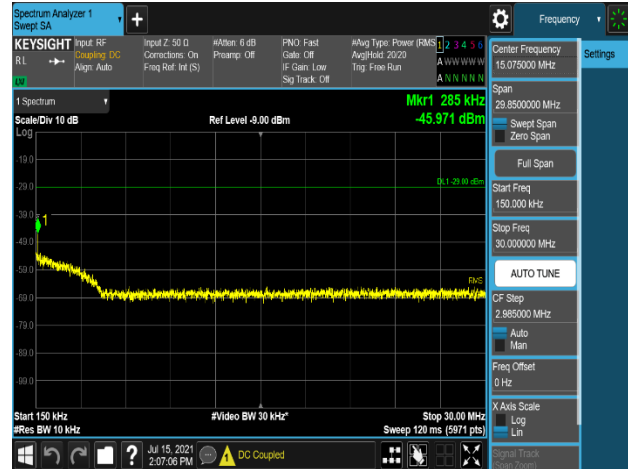 Spectrum Analyzer 1
Swept SA
+
Frequency
KEYSIGHT
Input: RF
Coupling: DC
Align: Auto
Input Z: 50 Ω
Corrections: On
Freq Ref: Int (S)
#Atten: 6 dB
Preamp: Off
PNO: Fast
Gate: Off
IF Gain: Low
Sig Track: Off
#Avg Type: Power (RMS
Avg|Hold: 20/20
Trig: Free Run
1 2 3 4 5 6
A W W W W W
A N N N N N
R L
Center Frequency
15.075000 MHz
Settings
1 Spectrum
Mkr1 285 kHz
-45.971 dBm
Scale/Div 10 dB
Ref Level -9.00 dBm
Log
Span
29.8500000 MHz
Swept Span
Zero Span
Full Span
-19.0
-29.0
DL1 -29.00 dBm
-39.0
1
-49.0
-59.0
RMS
-69.0
-79.0
-89.0
-99.0
Start Freq
150.000 kHz
Stop Freq
30.000000 MHz
AUTO TUNE
CF Step
2.985000 MHz
Auto
Man
Freq Offset
0 Hz
X Axis Scale
Log
Lin
Signal Track
(Span Zoom)
Start 150 kHz
#Video BW 30 kHz*
Stop 30.00 MHz
#Res BW 10 kHz
Sweep 120 ms (5971 pts)
?
Jul 15, 2021
2:07:06 PM
DC Coupled